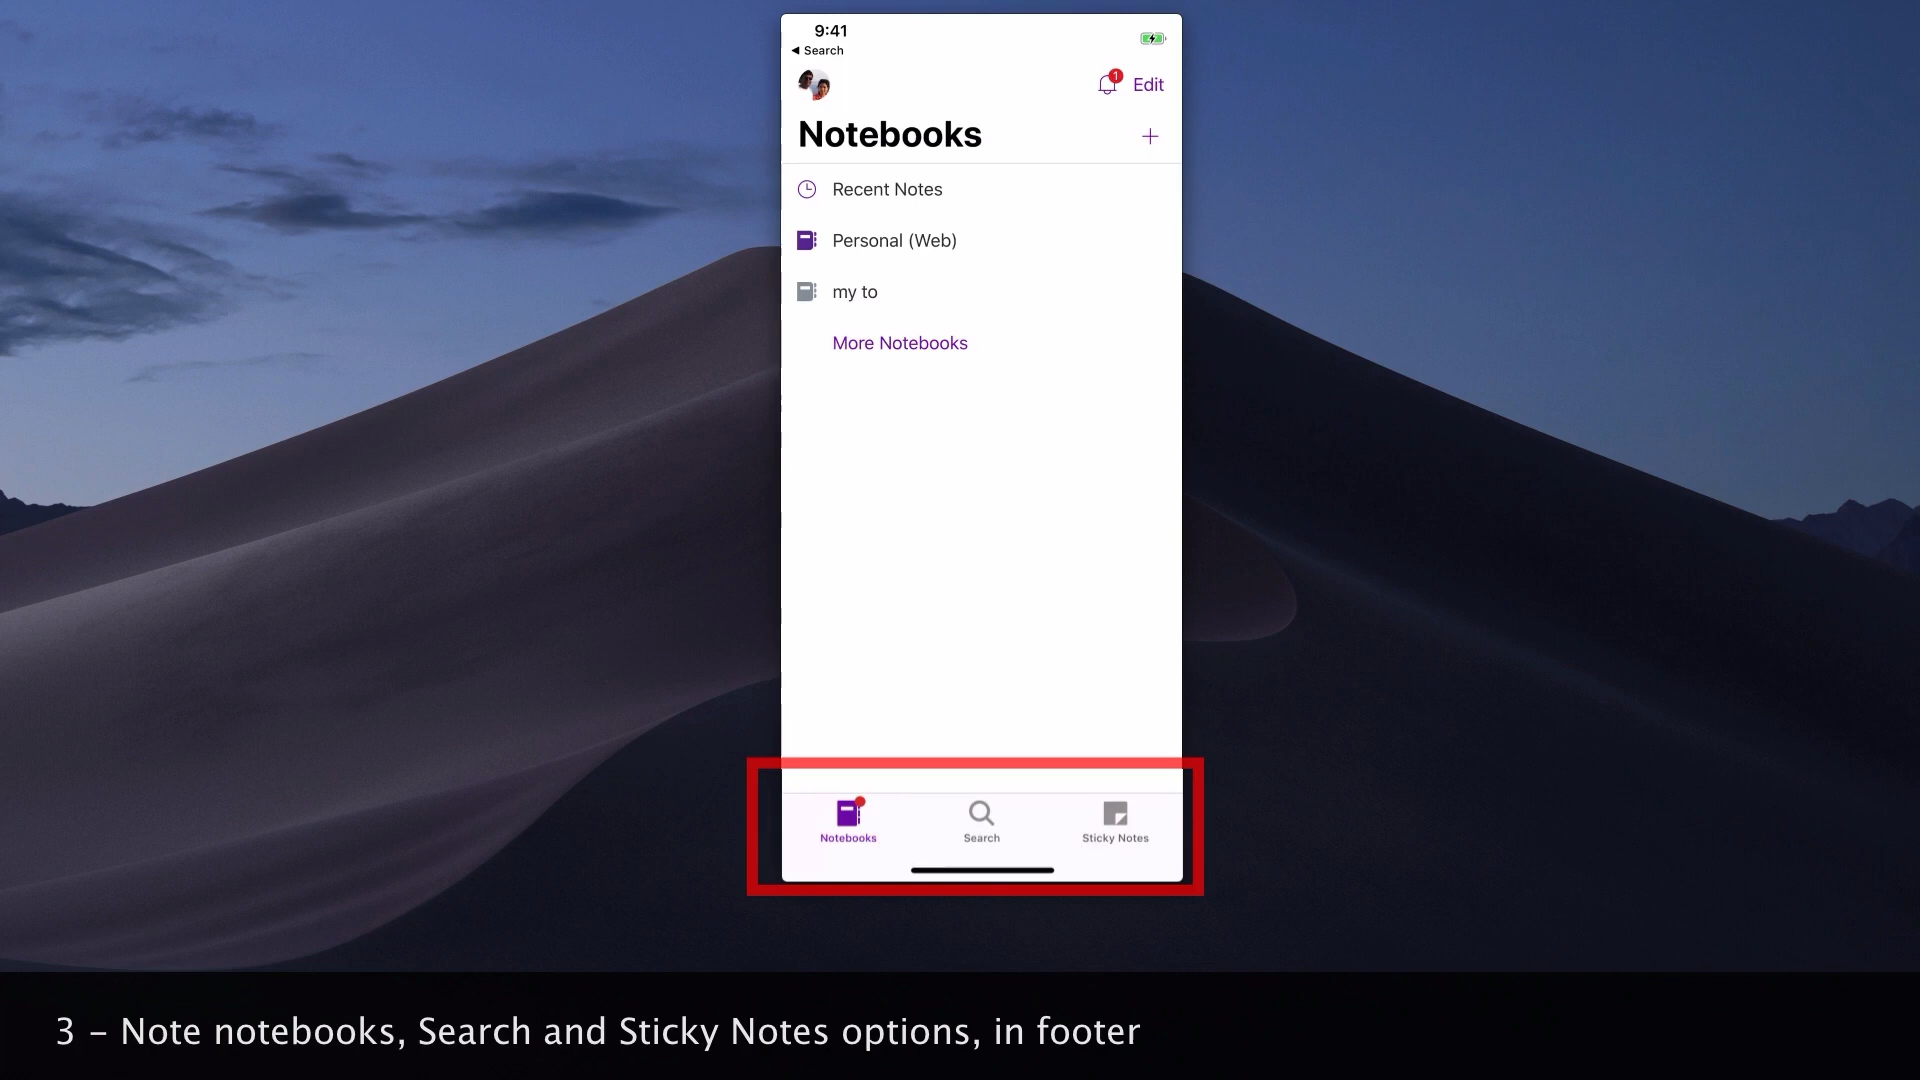 9:41
◀ Search
1
Edit
Notebooks
+
Recent Notes
Personal (Web)
my to
More Notebooks
Notebooks
Search
Sticky Notes
3 – Note notebooks, Search and Sticky Notes options, in footer